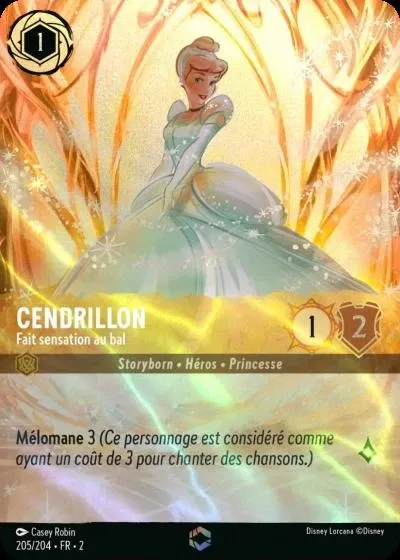 1
CENDRILLON
Fait sensation au bal
1 2
Storyborn • Héros • Princesse
Mélomane 3 (Ce personnage est considéré comme
ayant un coût de 3 pour chanter des chansons.)
Casey Robin
Disney Lorcana ©Disney
205/204 • FR • 2